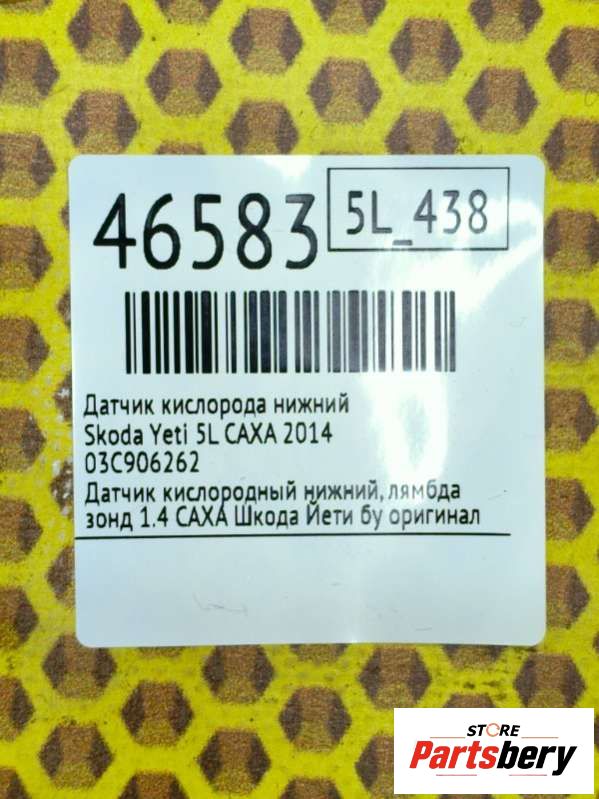 46583
5L_438
Датчик кислорода нижний
Skoda Yeti 5L CAXA 2014
03C906262
Датчик кислородный нижний, лямбда
зонд 1.4 CAXA Шкода Йети бу оригинал
STORE
Partsbery